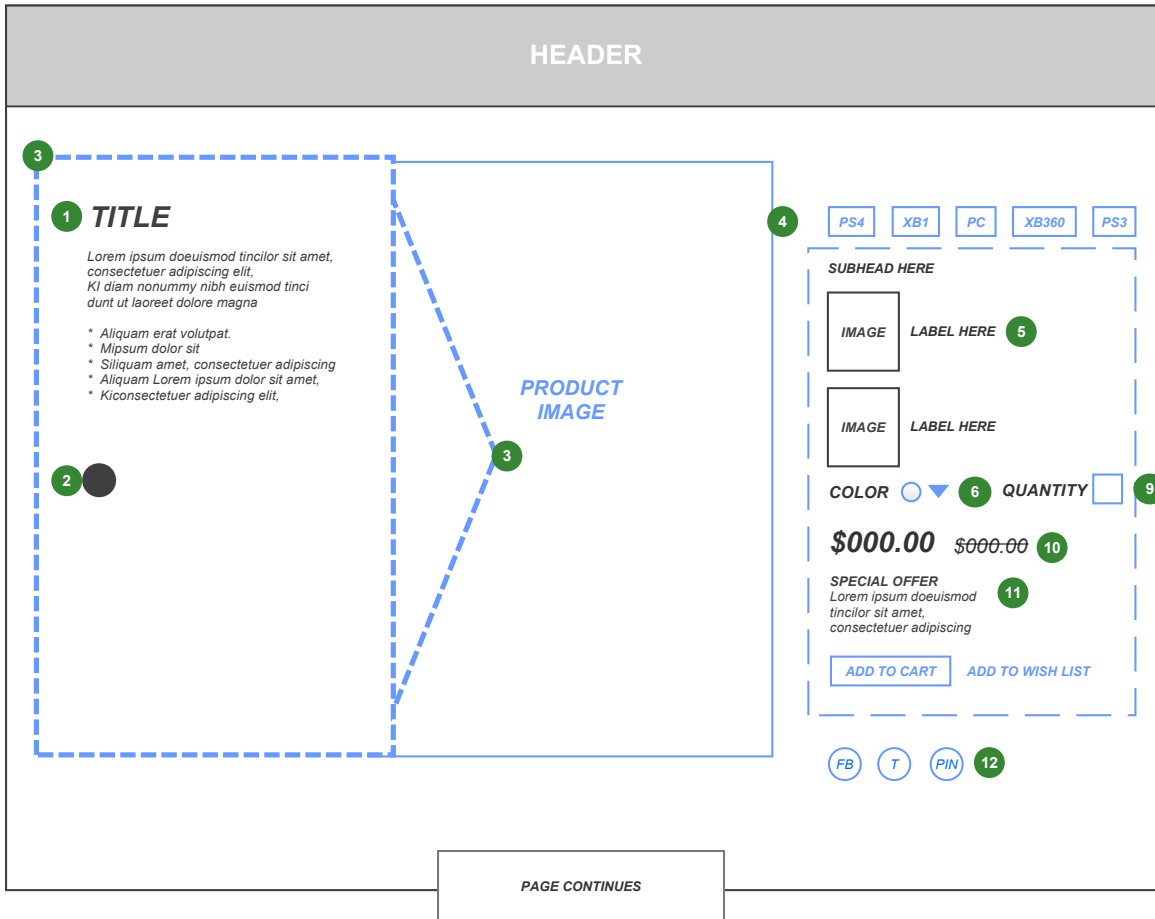 HEADER
3
1 TITLE
Lorem ipsum doeuismod tincilor sit amet,
consectetuer adipiscing elit,
KI diam nonummy nibh euismod tinci
dunt ut laoreet dolore magna
* Aliquam erat volutpat.
* Mipsum dolor sit
* Siliquam amet, consectetuer adipiscing
* Aliquam Lorem ipsum dolor sit amet,
* Kiconsectetuer adipiscing elit,
2
PRODUCT
IMAGE
3
4 PS4 XB1 PC XB360 PS3
SUBHEAD HERE
IMAGE LABEL HERE 5
IMAGE LABEL HERE
COLOR 6 QUANTITY 9
$000.00 $000.00 10
SPECIAL OFFER 11
Lorem ipsum doeuismod
tincilor sit amet,
consectetuer adipiscing
ADD TO CART ADD TO WISH LIST
FB T PIN 12
PAGE CONTINUES